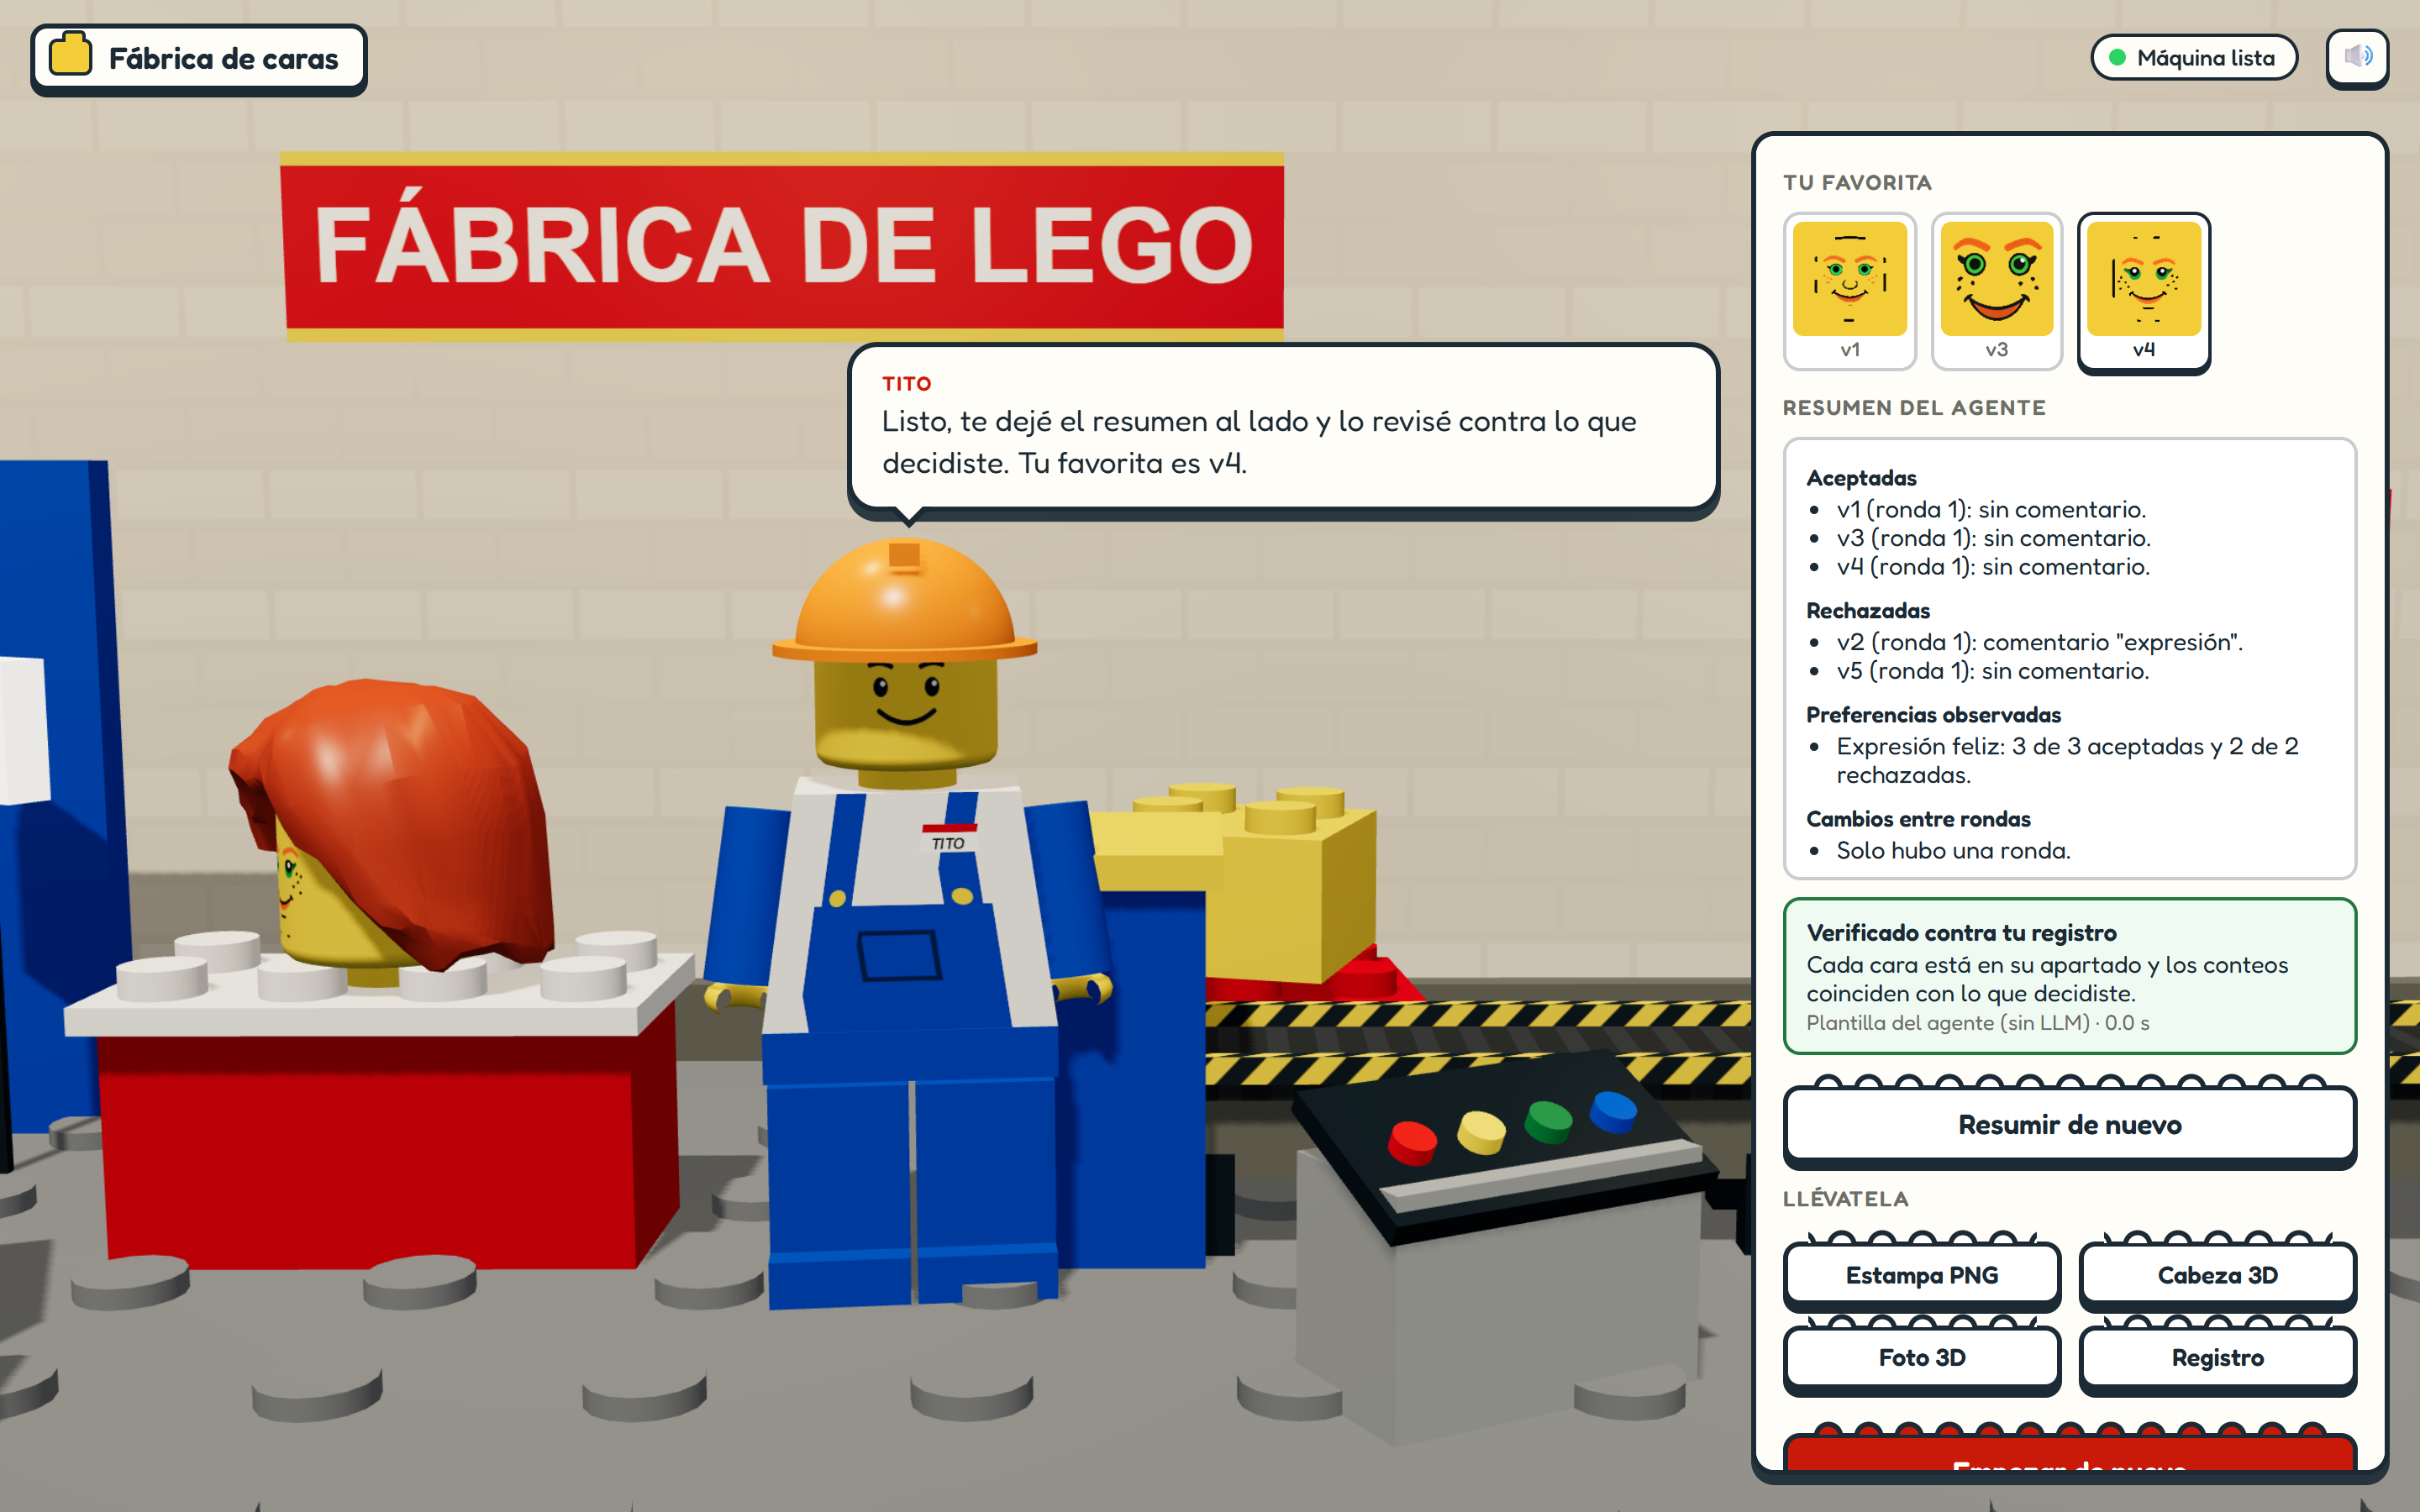 Fábrica de caras
Máquina lista
FÁBRICA DE LEGO
TITO
Listo, te dejé el resumen al lado y lo revisé contra lo que
decidiste. Tu favorita es v4.
TITO
TU FAVORITA
v1
v3
v4
RESUMEN DEL AGENTE
Aceptadas
• v1 (ronda 1): sin comentario.
• v3 (ronda 1): sin comentario.
• v4 (ronda 1): sin comentario.
Rechazadas
• v2 (ronda 1): comentario "expresión".
• v5 (ronda 1): sin comentario.
Preferencias observadas
• Expresión feliz: 3 de 3 aceptadas y 2 de 2
rechazadas.
Cambios entre rondas
• Solo hubo una ronda.
Verificado contra tu registro
Cada cara está en su apartado y los conteos
coinciden con lo que decidiste.
Plantilla del agente (sin LLM) · 0.0 s
Resumir de nuevo
LLÉVATELA
Estampa PNG
Cabeza 3D
Foto 3D
Registro
Empezar de nuevo